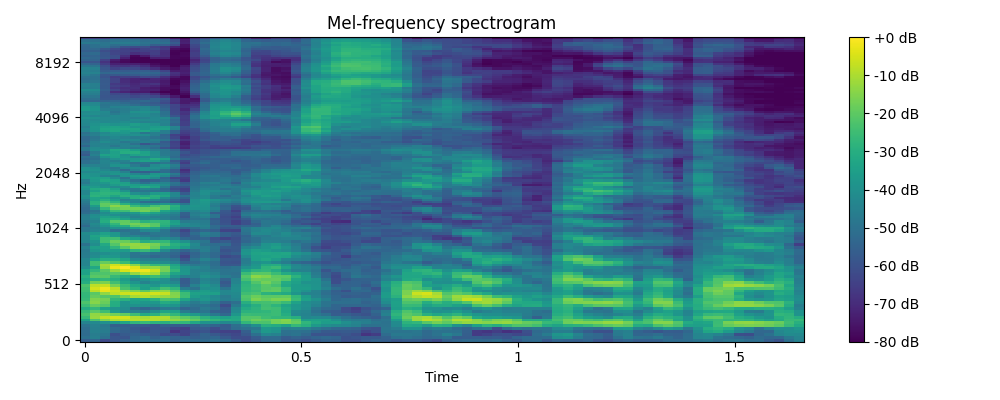 Mel-frequency spectrogram
8192
4096
2048
1024
512
0
Hz
0
0.5
1
1.5
Time
+0 dB
-10 dB
-20 dB
-30 dB
-40 dB
-50 dB
-60 dB
-70 dB
-80 dB